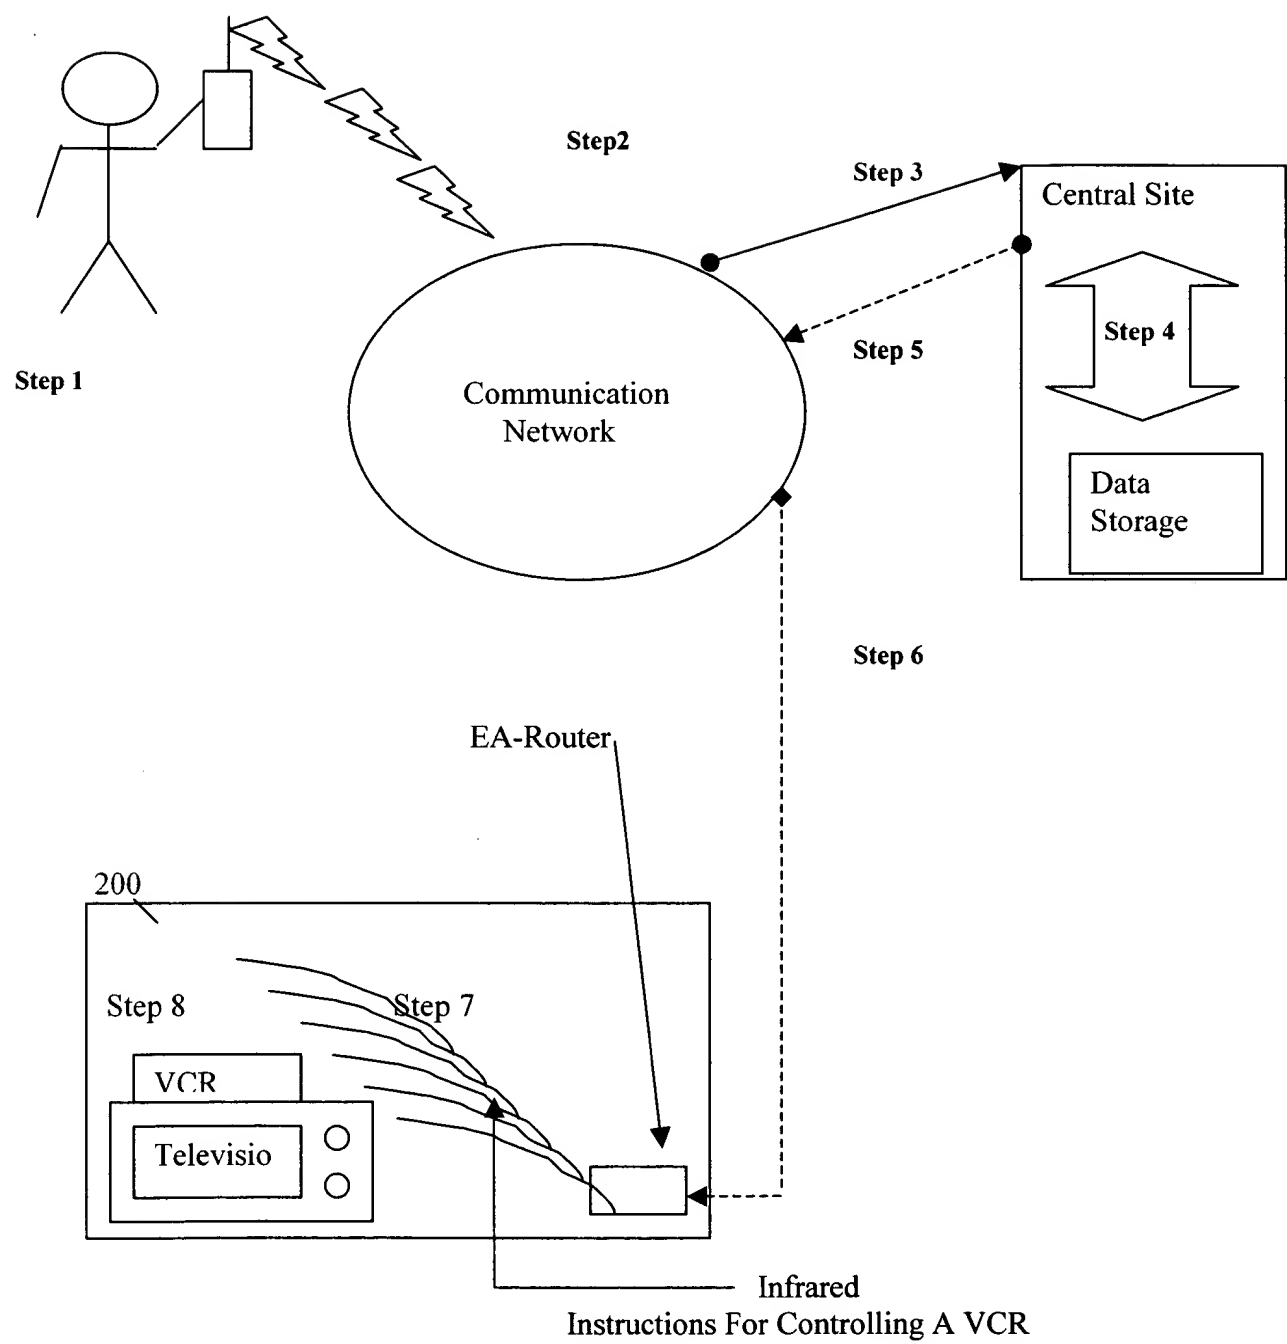 Step2
Step 3
Central Site
Step 4
Step 5
Step 1
Communication
Network
Data
Storage
Step 6
EA-Router
200
Step 8
Step 7
VCR
Televisio
Infrared
Instructions For Controlling A VCR